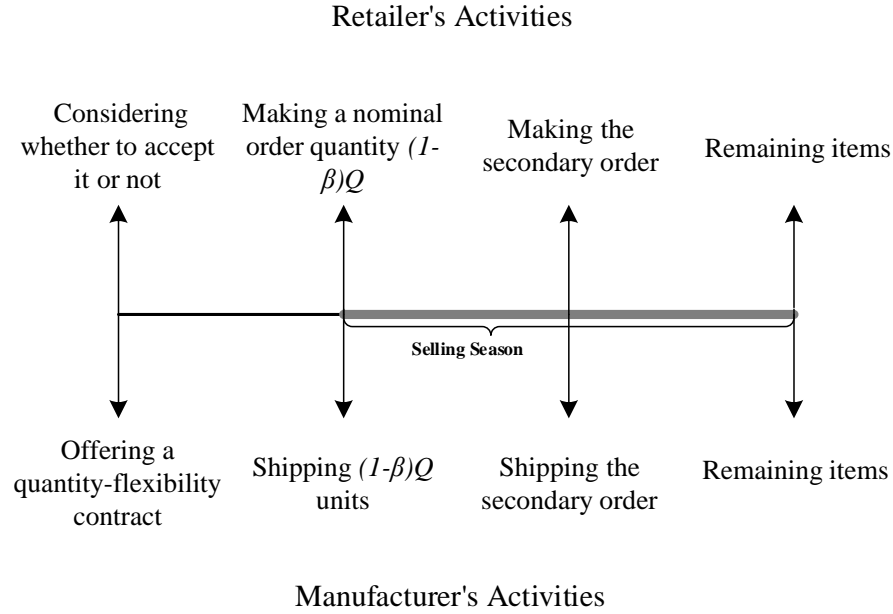 Retailer's Activities
Considering
whether to accept
it or not
Making a nominal
order quantity (1-
β)Q
Making the
secondary order
Remaining items
Selling Season
Offering a
quantity-flexibility
contract
Shipping (1-β)Q
units
Shipping the
secondary order
Remaining items
Manufacturer's Activities